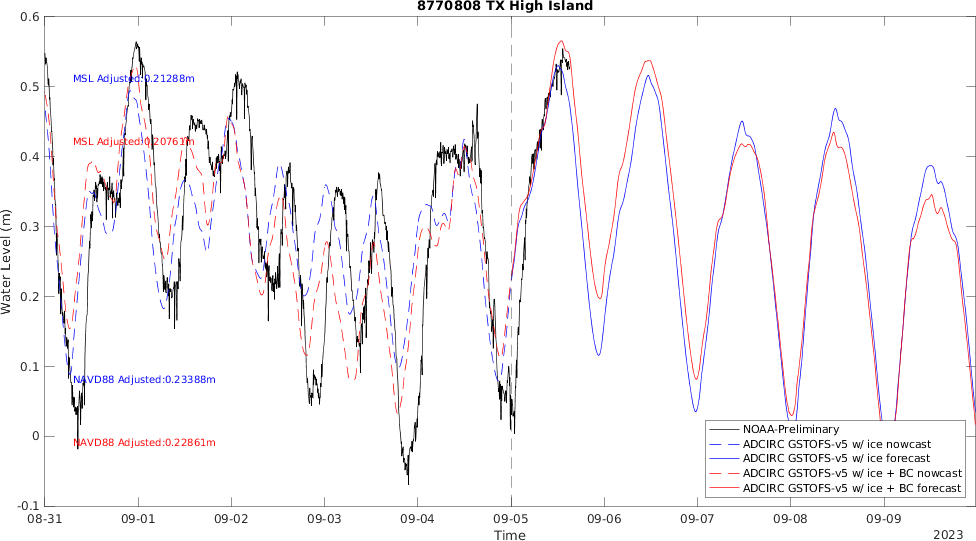 8770808 TX High Island
0.6
0.5
0.4
0.3
0.2
0.1
0
-0.1
Water Level (m)
MSL Adjusted:0.21288m
MSL Adjusted:0.20761m
NAVD88 Adjusted:0.23388m
NAVD88 Adjusted:0.22861m
NOAA-Preliminary
ADCIRC GSTOFS-v5 w/ ice nowcast
ADCIRC GSTOFS-v5 w/ ice forecast
ADCIRC GSTOFS-v5 w/ ice + BC nowcast
ADCIRC GSTOFS-v5 w/ ice + BC forecast
08-31 09-01 09-02 09-03 09-04 09-05 09-06 09-07 09-08 09-09
Time
2023